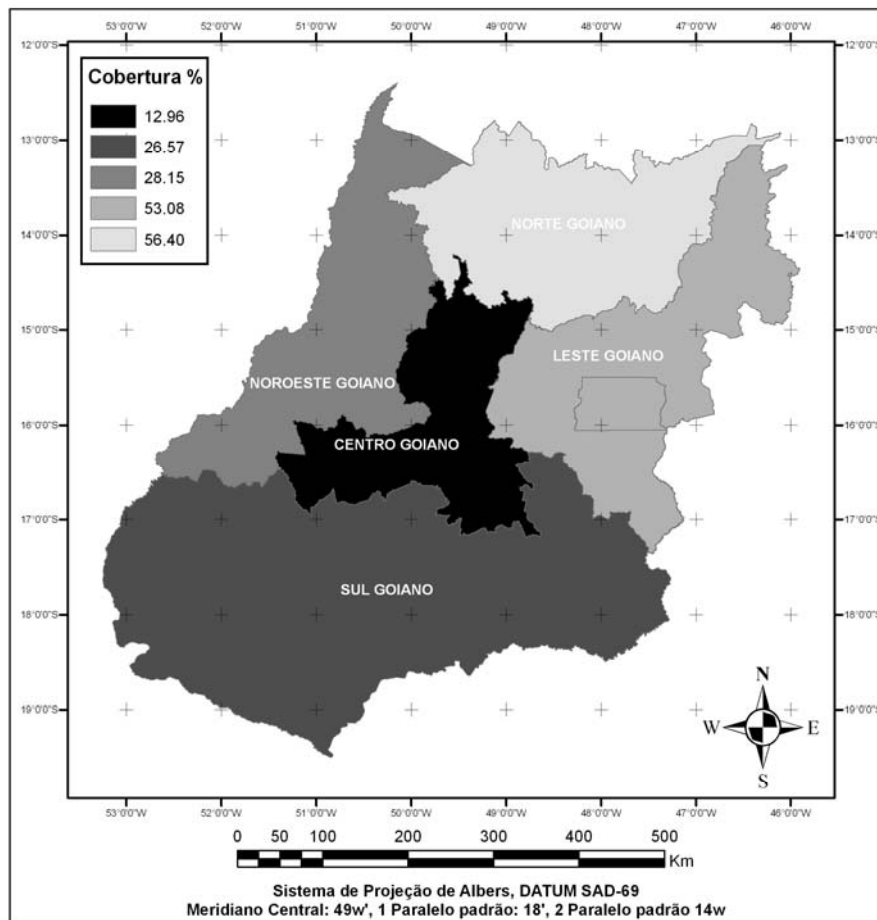 53°0'0"W 52°0'0"W 51°0'0"W 50°0'0"W 49°0'0"W 48°0'0"W 47°0'0"W 46°0'0"W
12°0'0"S 12°0'0"S
Cobertura %
12.96
26.57
28.15
53.08
56.40
13°0'0"S 13°0'0"S
NORTE GOIANO
14°0'0"S 14°0'0"S
15°0'0"S 15°0'0"S
LESTE GOIANO
NOROESTE GOIANO
16°0'0"S 16°0'0"S
CENTRO GOIANO
17°0'0"S 17°0'0"S
SUL GOIANO
18°0'0"S 18°0'0"S
19°0'0"S 19°0'0"S
N
W E
S
53°0'0"W 52°0'0"W 51°0'0"W 50°0'0"W 49°0'0"W 48°0'0"W 47°0'0"W 46°0'0"W
0 50 100 200 300 400 500
Km
Sistema de Projeção de Albers, DATUM SAD-69
Meridiano Central: 49w', 1 Paralelo padrão: 18', 2 Paralelo padrão 14w